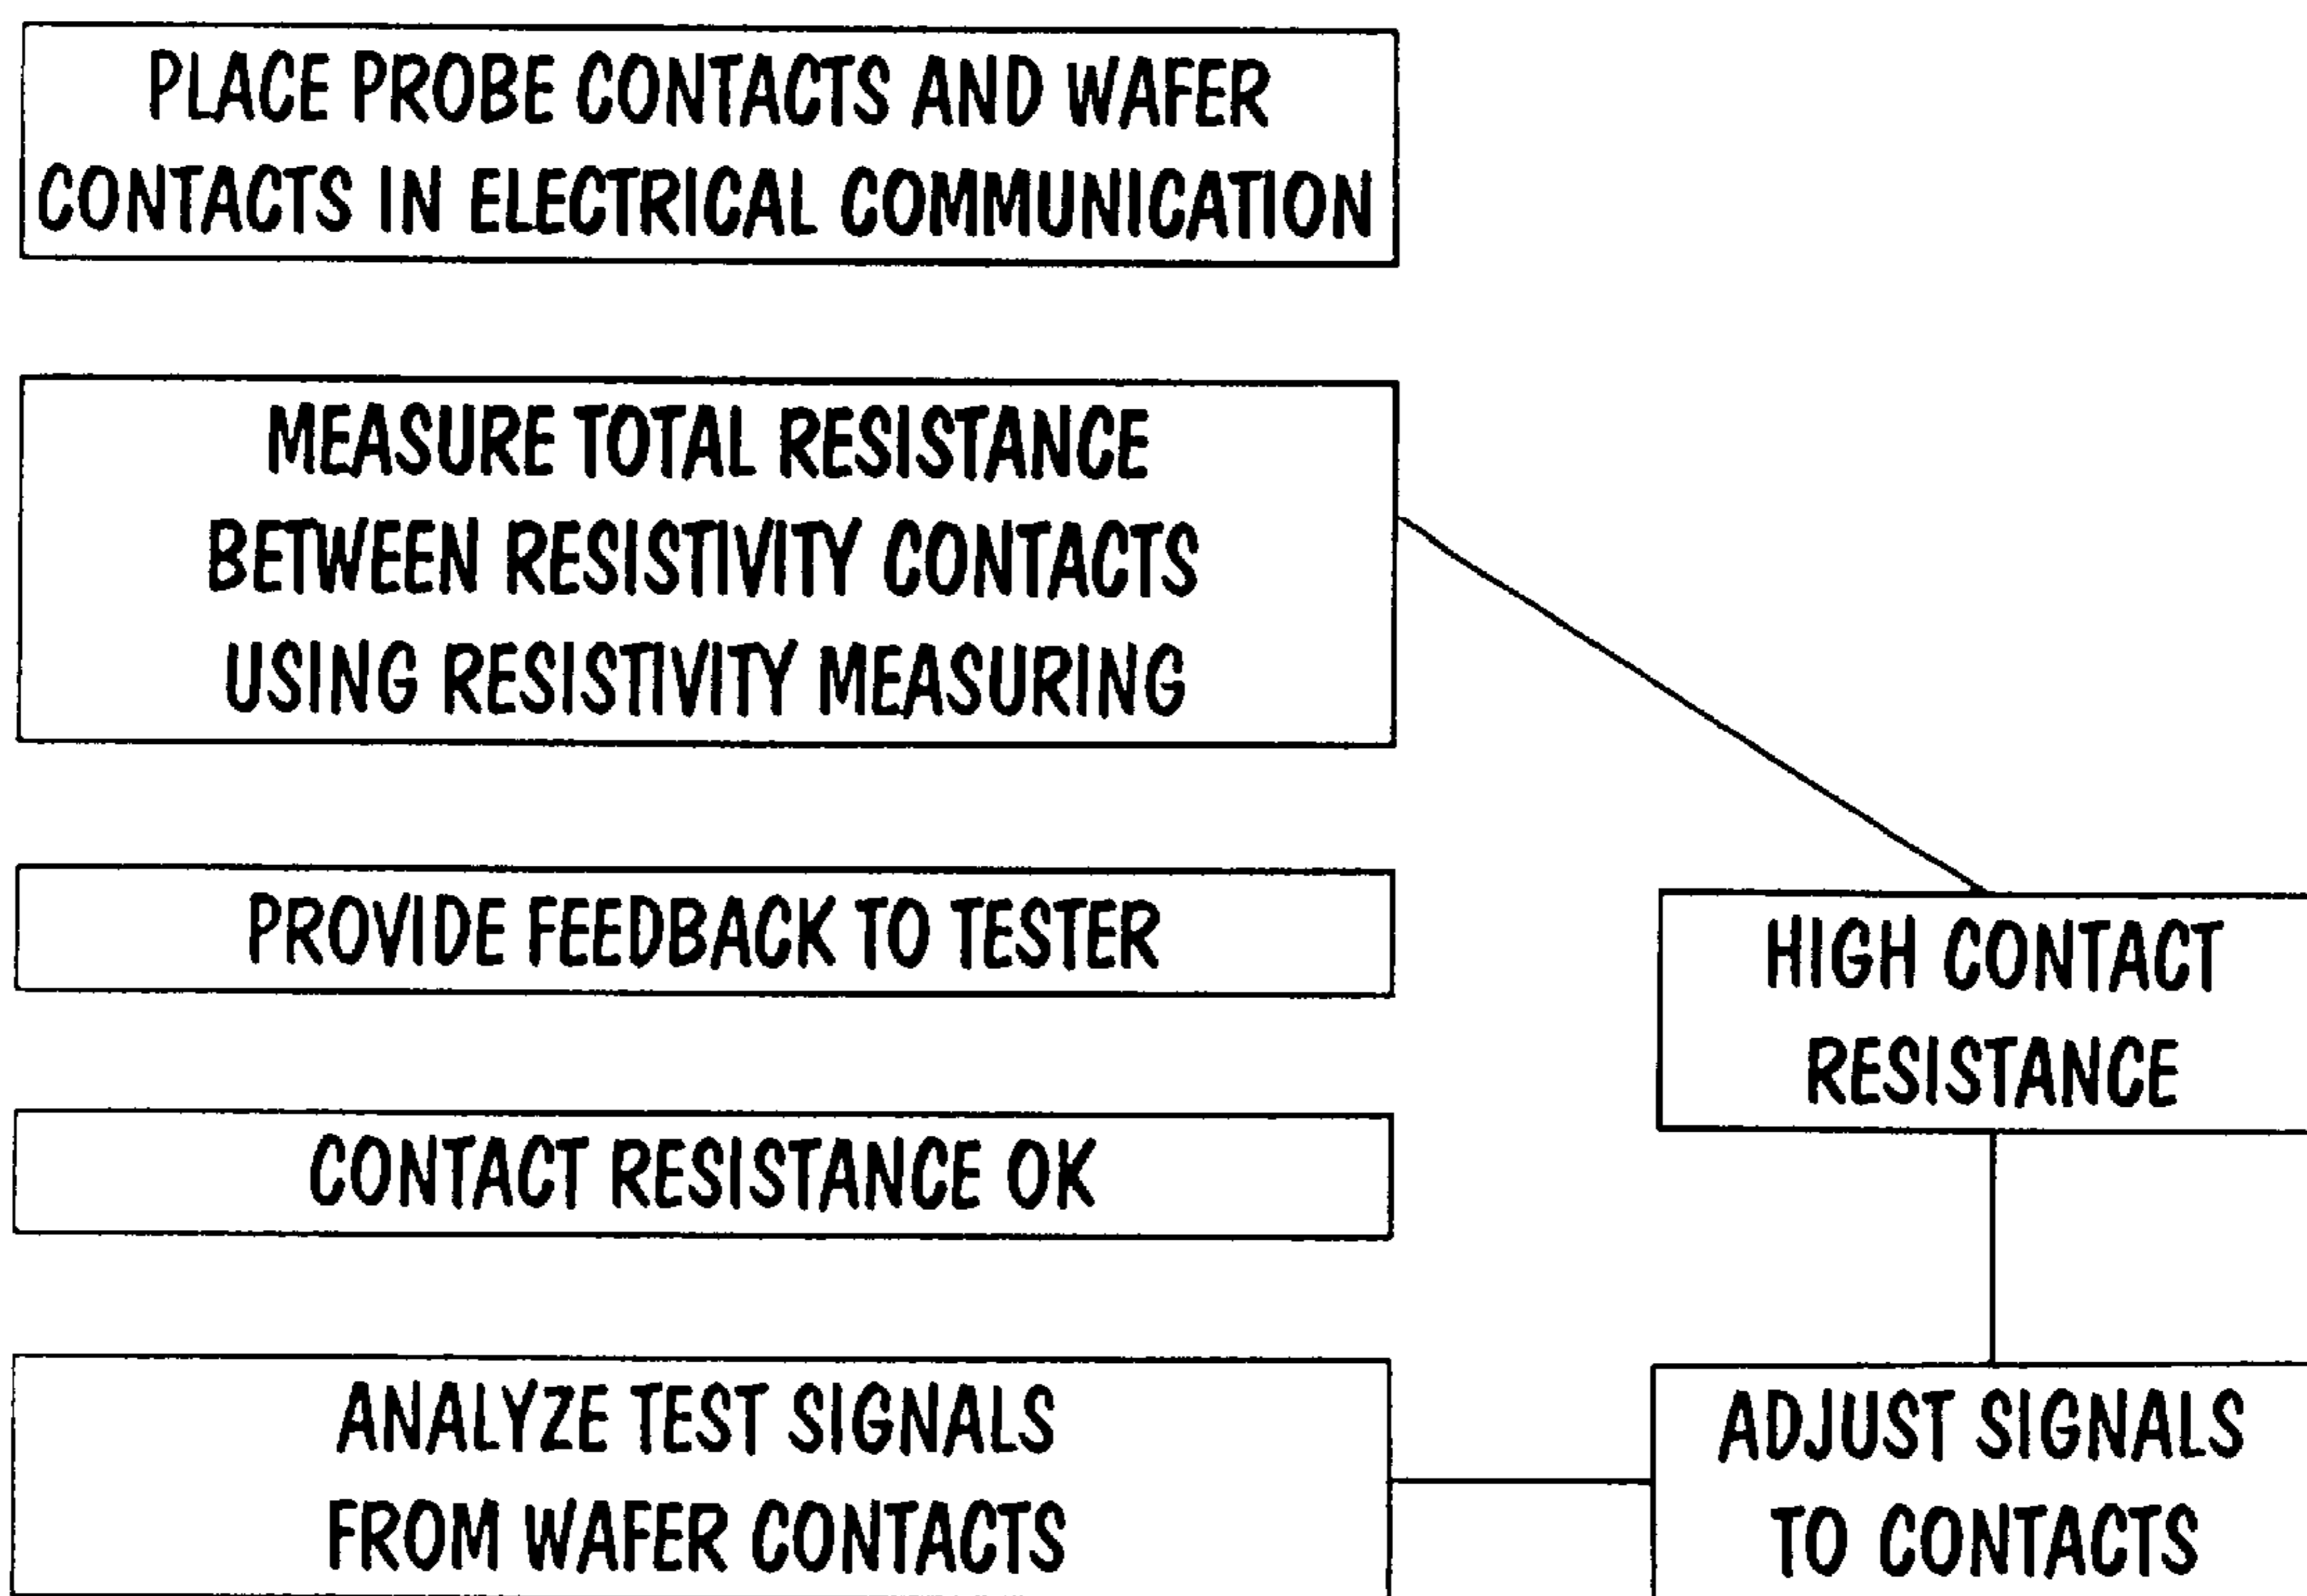 PLACE PROBE CONTACTS AND WAFER
CONTACTS IN ELECTRICAL COMMUNICATION
MEASURE TOTAL RESISTANCE
BETWEEN RESISTIVITY CONTACTS
USING RESISTIVITY MEASURING
PROVIDE FEEDBACK TO TESTER
HIGH CONTACT
RESISTANCE
CONTACT RESISTANCE OK
ANALYZE TEST SIGNALS
FROM WAFER CONTACTS
ADJUST SIGNALS
TO CONTACTS